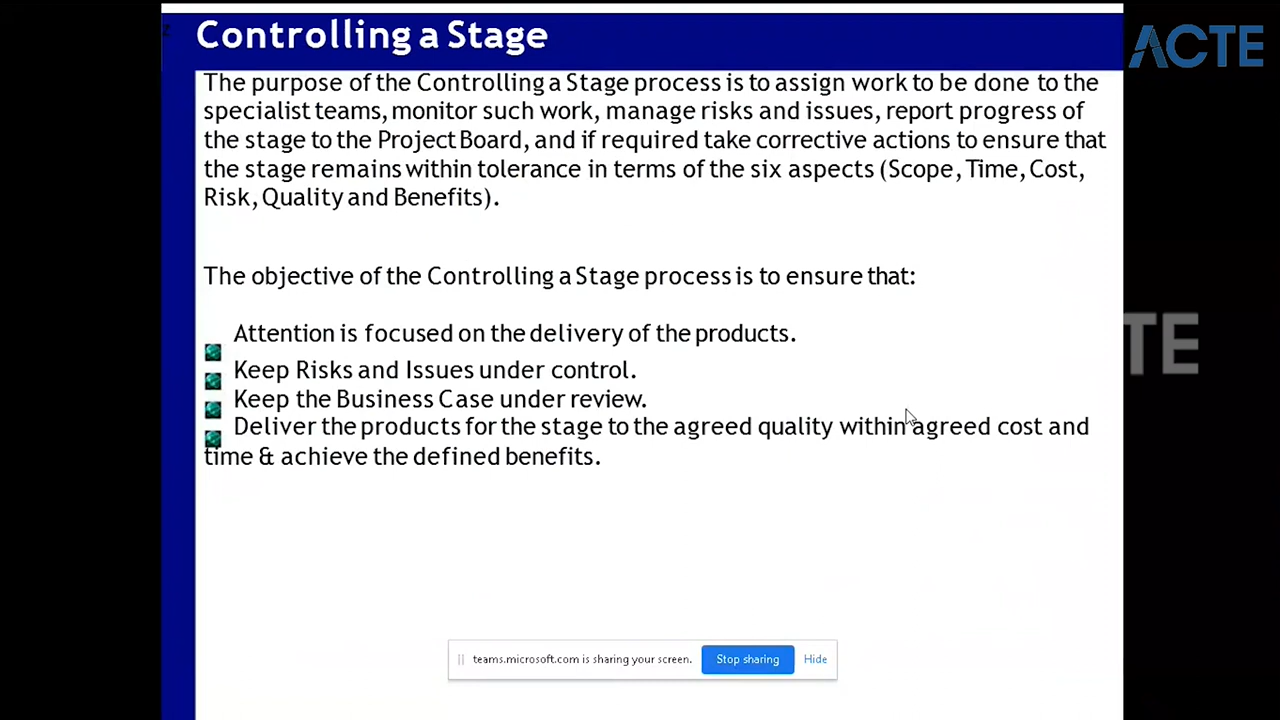 Controlling a Stage
ACTE
The purpose of the Controlling a Stage process is to assign work to be done to the
specialist teams, monitor such work, manage risks and issues, report progress of
the stage to the Project Board, and if required take corrective actions to ensure that
the stage remains within tolerance in terms of the six aspects (Scope, Time, Cost,
Risk, Quality and Benefits).
The objective of the Controlling a Stage process is to ensure that:
Attention is focused on the delivery of the products.
TE
Keep Risks and Issues under control.
Keep the Business Case under review.
Deliver the products for the stage to the agreed quality within agreed cost and
time & achieve the defined benefits.
teams.microsoft.com is sharing your screen. Stop sharing Hide